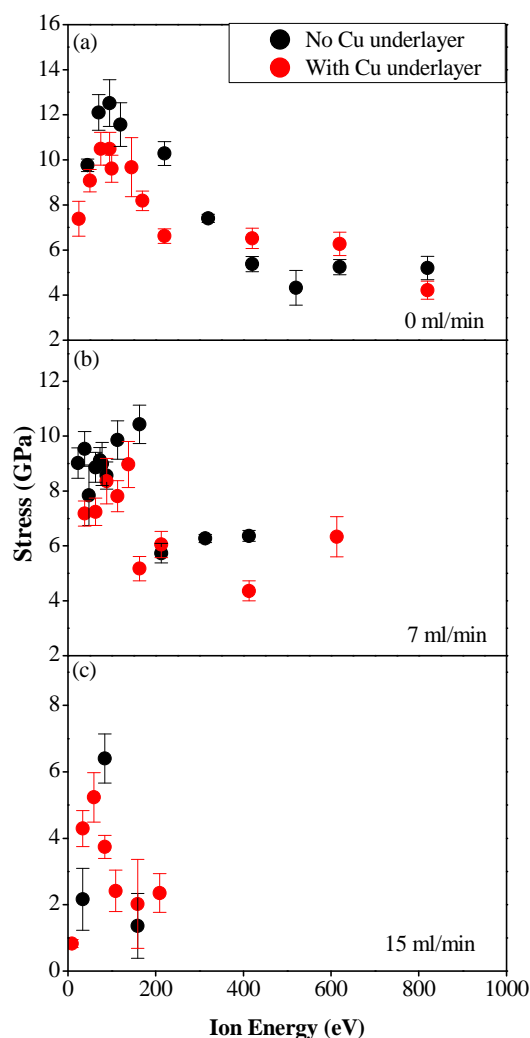 16
(a)
No Cu underlayer
With Cu underlayer
14
12
10
8
6
4
2
0 ml/min
(b)
10
8
6
4
2
7 ml/min
(c)
8
6
4
2
0
15 ml/min
0 200 400 600 800 1000
Stress (GPa)
Ion Energy (eV)